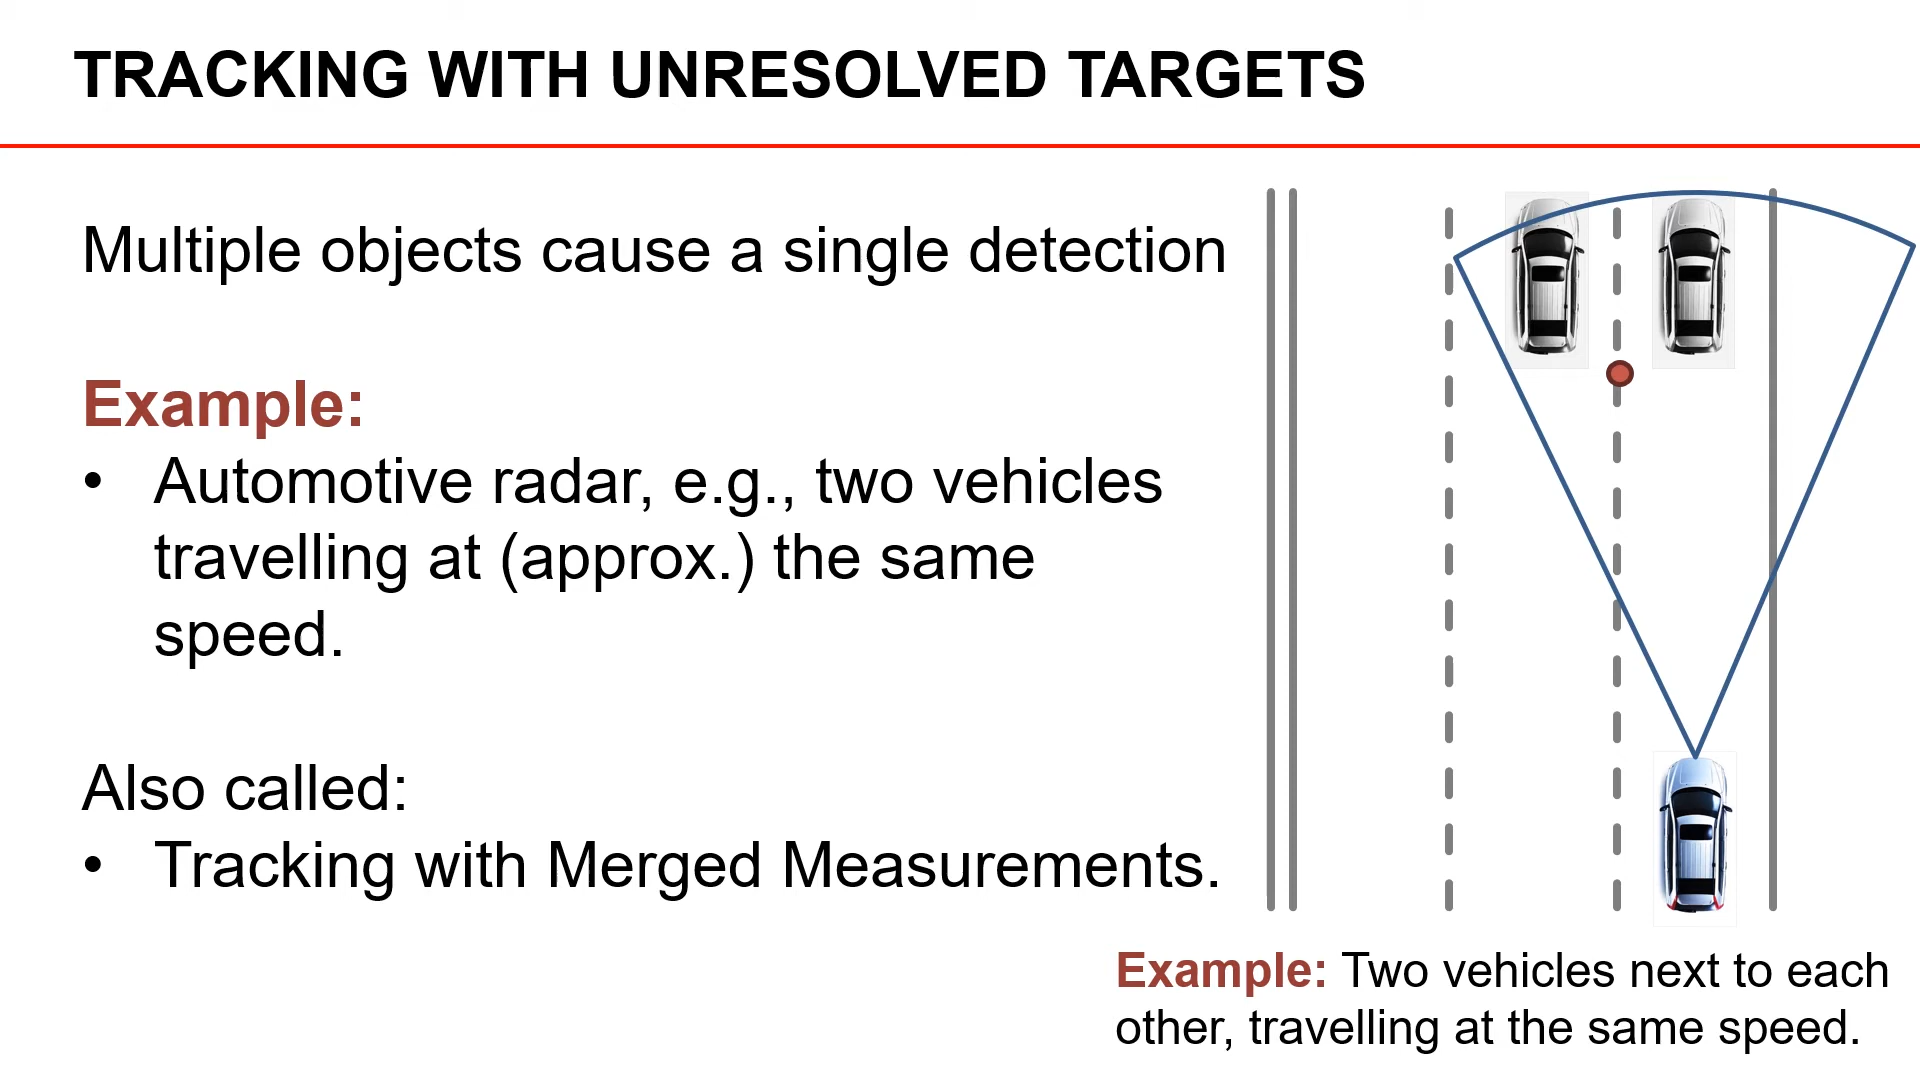 TRACKING WITH UNRESOLVED TARGETS
Multiple objects cause a single detection
Example:
• Automotive radar, e.g., two vehicles
travelling at (approx.) the same
speed.
Also called:
• Tracking with Merged Measurements.
Example: Two vehicles next to each
other, travelling at the same speed.